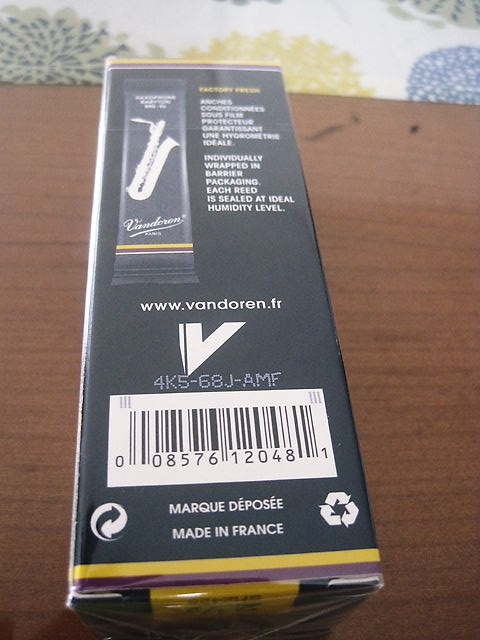 FACTORY FRESH
SAXOPHONE
BARYTON
ANCHES
CONDITIONNÉES
SOUS FILM
PROTECTEUR
GARANTISSANT
UNE HYGROMÉTRIE
IDÉALE.
INDIVIDUALLY
WRAPPED IN
BARRIER
PACKAGING.
EACH REED
IS SEALED AT IDEAL
HUMIDITY LEVEL.
Vandoren
PARIS
www.vandoren.fr
V
4K5-68J-AMF
0 08576 12048 1
MARQUE DÉPOSÉE
MADE IN FRANCE